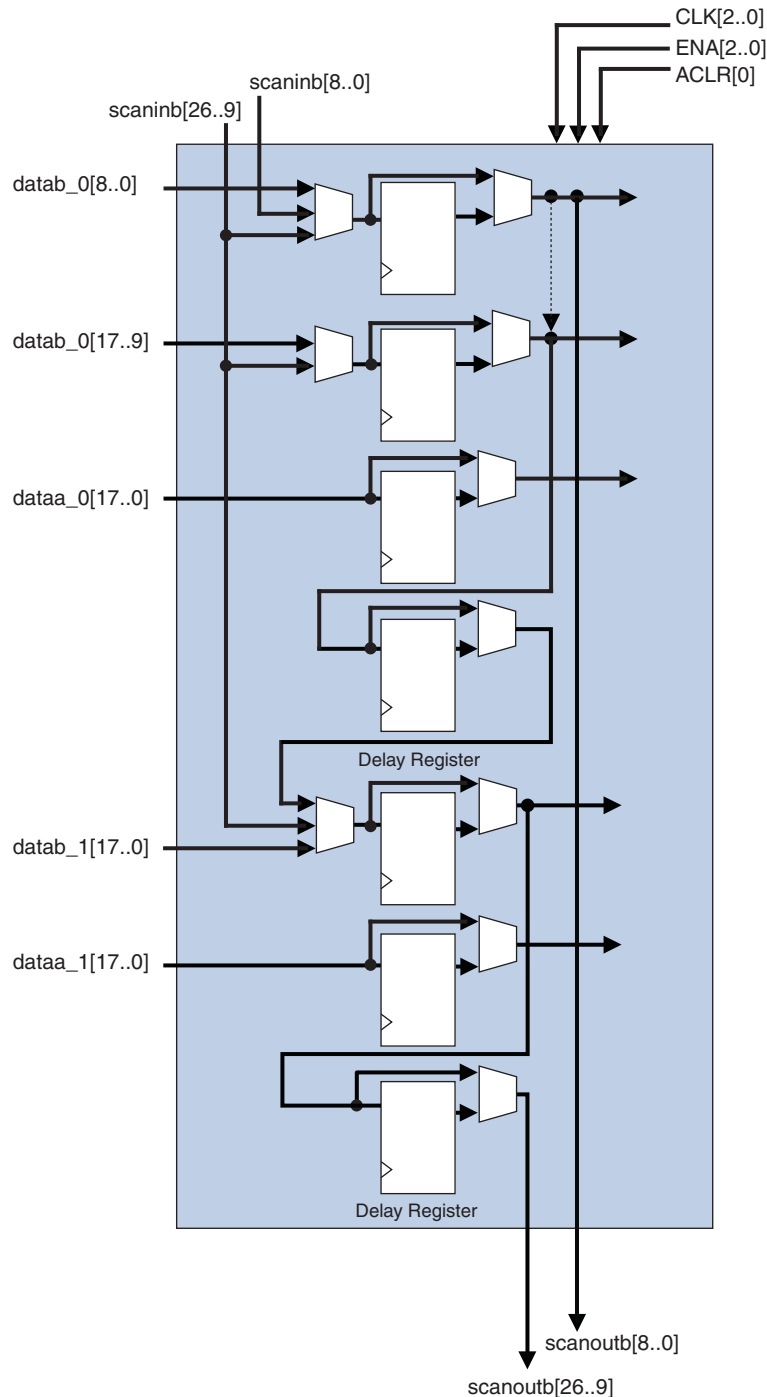 CLK[2..0]
ENA[2..0]
ACLR[0]
scaninb[8..0]
scaninb[26..9]
datab_0[8..0]
datab_0[17..9]
dataa_0[17..0]
Delay Register
datab_1[17..0]
dataa_1[17..0]
Delay Register
scanoutb[8..0]
scanoutb[26..9]